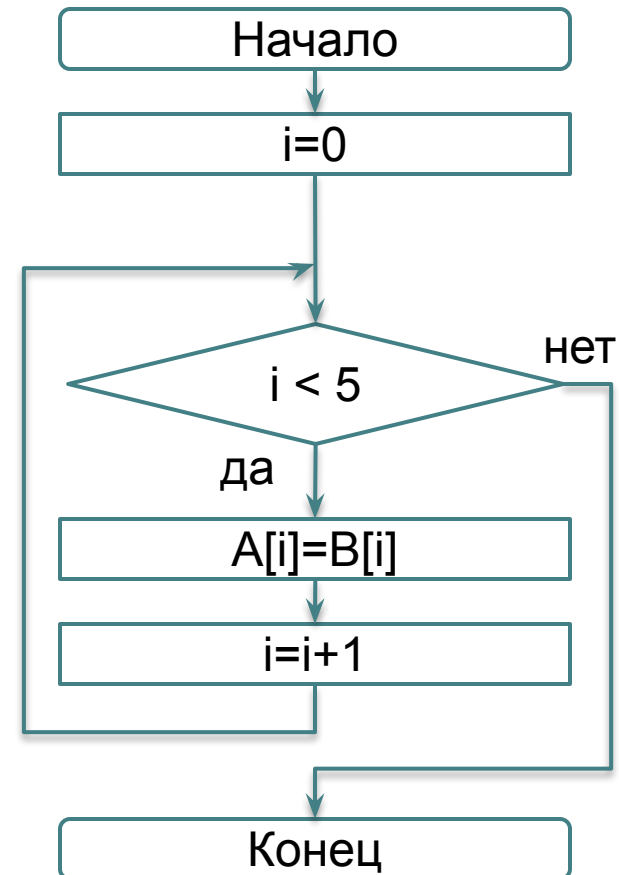 Начало
i=0
i < 5
нет
да
A[i]=B[i]
i=i+1
Конец